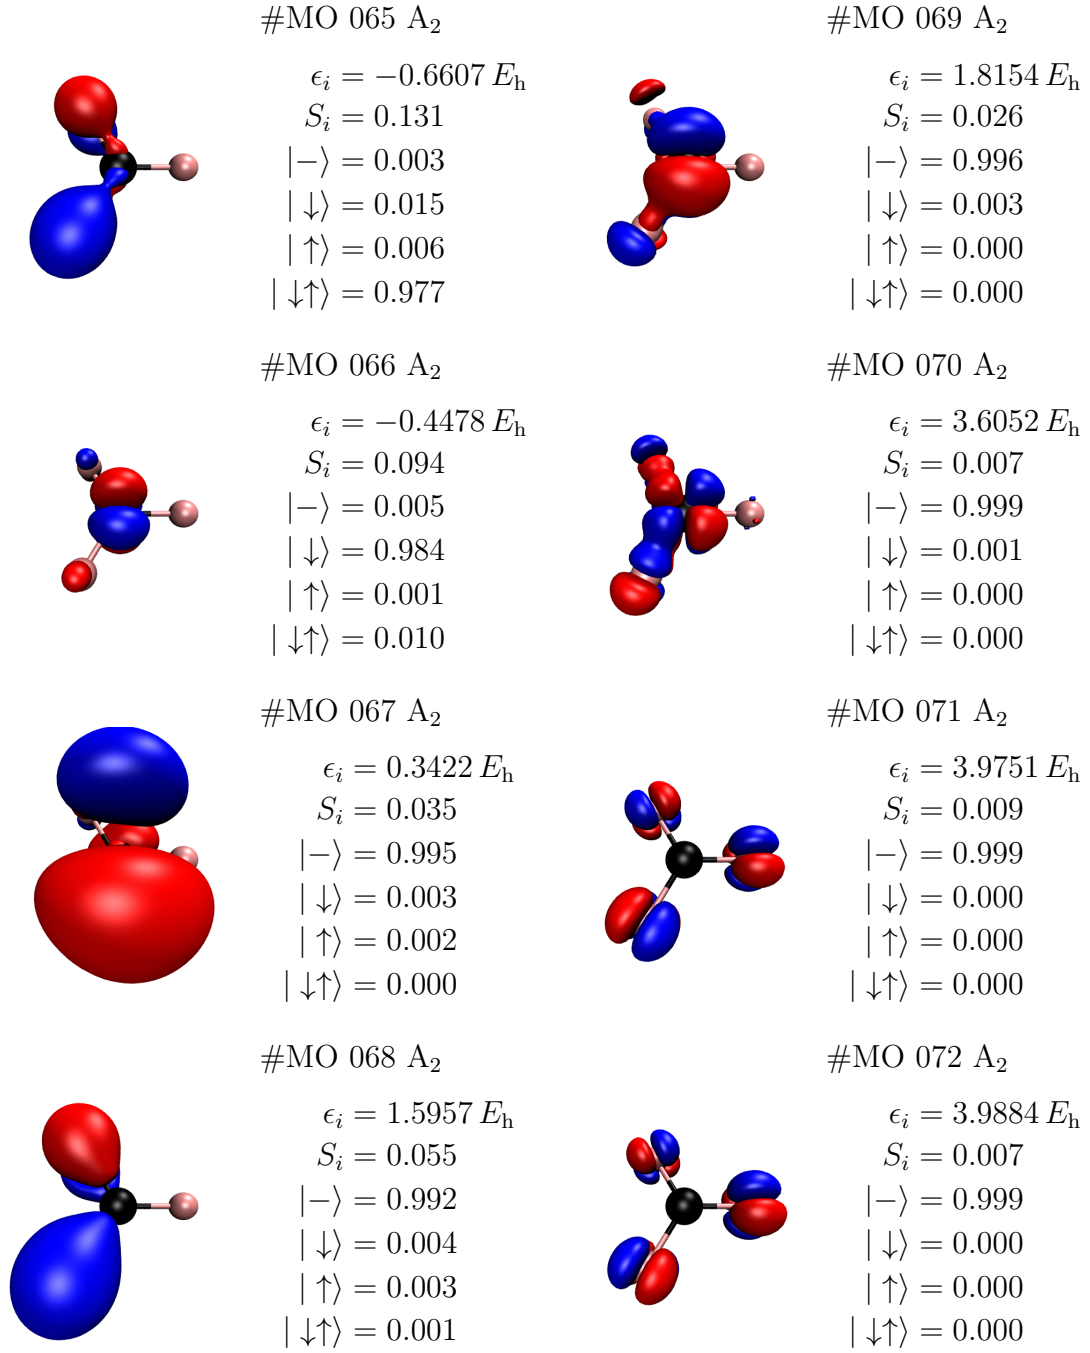 #MO 065 A₂
ϵᵢ = −0.6607 Eₕ
Sᵢ = 0.131
|−⟩ = 0.003
| ↓⟩ = 0.015
| ↑⟩ = 0.006
| ↓↑⟩ = 0.977
#MO 066 A₂
ϵᵢ = −0.4478 Eₕ
Sᵢ = 0.094
|−⟩ = 0.005
| ↓⟩ = 0.984
| ↑⟩ = 0.001
| ↓↑⟩ = 0.010
#MO 067 A₂
ϵᵢ = 0.3422 Eₕ
Sᵢ = 0.035
|−⟩ = 0.995
| ↓⟩ = 0.003
| ↑⟩ = 0.002
| ↓↑⟩ = 0.000
#MO 068 A₂
ϵᵢ = 1.5957 Eₕ
Sᵢ = 0.055
|−⟩ = 0.992
| ↓⟩ = 0.004
| ↑⟩ = 0.003
| ↓↑⟩ = 0.001
#MO 069 A₂
ϵᵢ = 1.8154 Eₕ
Sᵢ = 0.026
|−⟩ = 0.996
| ↓⟩ = 0.003
| ↑⟩ = 0.000
| ↓↑⟩ = 0.000
#MO 070 A₂
ϵᵢ = 3.6052 Eₕ
Sᵢ = 0.007
|−⟩ = 0.999
| ↓⟩ = 0.001
| ↑⟩ = 0.000
| ↓↑⟩ = 0.000
#MO 071 A₂
ϵᵢ = 3.9751 Eₕ
Sᵢ = 0.009
|−⟩ = 0.999
| ↓⟩ = 0.000
| ↑⟩ = 0.000
| ↓↑⟩ = 0.000
#MO 072 A₂
ϵᵢ = 3.9884 Eₕ
Sᵢ = 0.007
|−⟩ = 0.999
| ↓⟩ = 0.000
| ↑⟩ = 0.000
| ↓↑⟩ = 0.000